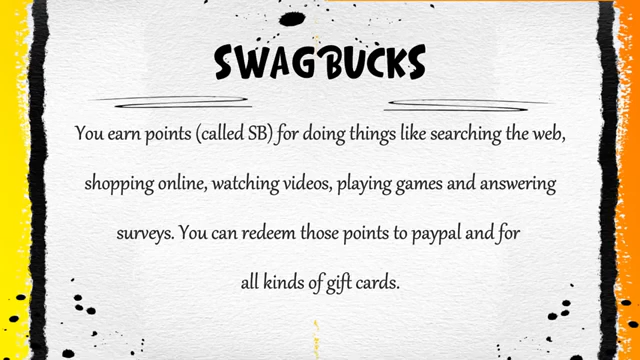 SWAGBUCKS
You earn points (called SB) for doing things like searching the web,
shopping online, watching videos, playing games and answering
surveys. You can redeem those points to paypal and for
all kinds of gift cards.